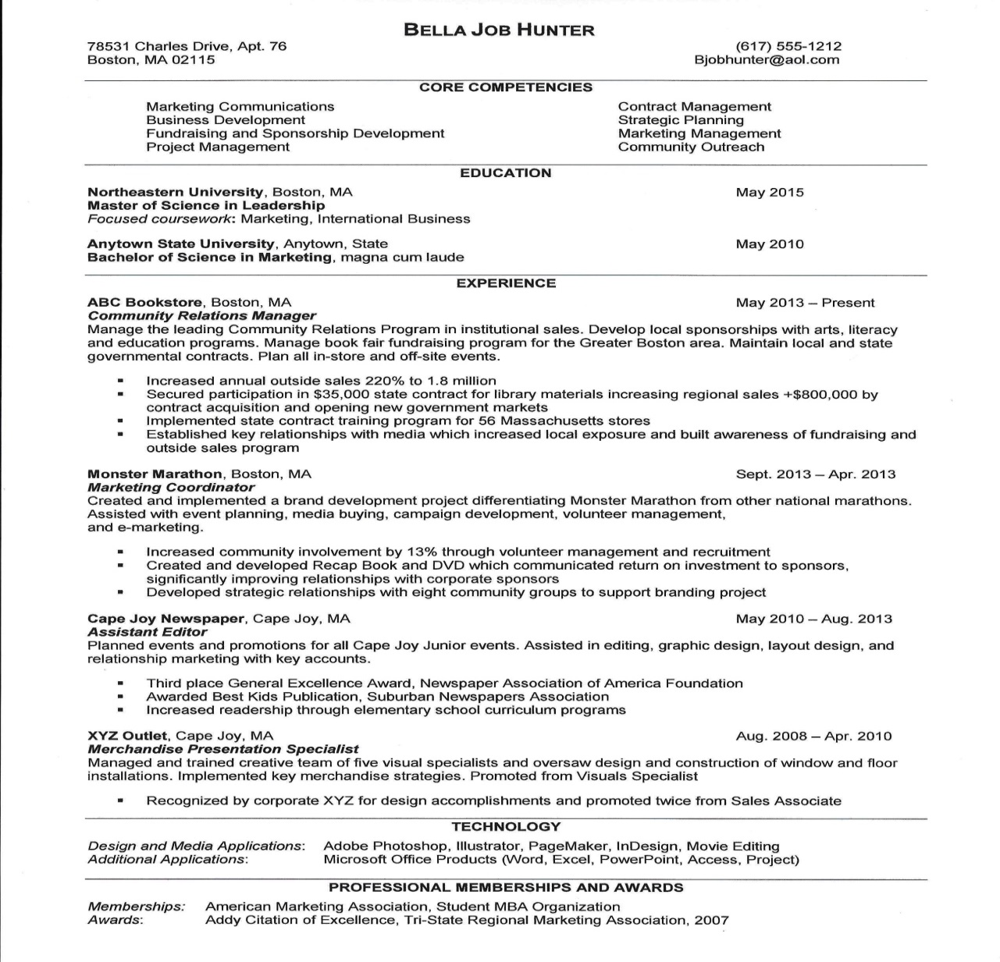 BELLA JOB HUNTER
78531 Charles Drive, Apt. 76 (617) 555-1212
Boston, MA 02115 Bjobhunter@aol.com
CORE COMPETENCIES
Marketing Communications Contract Management
Business Development Strategic Planning
Fundraising and Sponsorship Development Marketing Management
Project Management Community Outreach
EDUCATION
Northeastern University, Boston, MA May 2015
Master of Science in Leadership
Focused coursework: Marketing, International Business
Anytown State University, Anytown, State May 2010
Bachelor of Science in Marketing, magna cum laude
EXPERIENCE
ABC Bookstore, Boston, MA May 2013 – Present
Community Relations Manager
Manage the leading Community Relations Program in institutional sales. Develop local sponsorships with arts, literacy
and education programs. Manage book fair fundraising program for the Greater Boston area. Maintain local and state
governmental contracts. Plan all in-store and off-site events.
▪ Increased annual outside sales 220% to 1.8 million
▪ Secured participation in $35,000 state contract for library materials increasing regional sales +$800,000 by
contract acquisition and opening new government markets
▪ Implemented state contract training program for 56 Massachusetts stores
▪ Established key relationships with media which increased local exposure and built awareness of fundraising and
outside sales program
Monster Marathon, Boston, MA Sept. 2013 – Apr. 2013
Marketing Coordinator
Created and implemented a brand development project differentiating Monster Marathon from other national marathons.
Assisted with event planning, media buying, campaign development, volunteer management,
and e-marketing.
▪ Increased community involvement by 13% through volunteer management and recruitment
▪ Created and developed Recap Book and DVD which communicated return on investment to sponsors,
significantly improving relationships with corporate sponsors
▪ Developed strategic relationships with eight community groups to support branding project
Cape Joy Newspaper, Cape Joy, MA May 2010 – Aug. 2013
Assistant Editor
Planned events and promotions for all Cape Joy Junior events. Assisted in editing, graphic design, layout design, and
relationship marketing with key accounts.
▪ Third place General Excellence Award, Newspaper Association of America Foundation
▪ Awarded Best Kids Publication, Suburban Newspapers Association
▪ Increased readership through elementary school curriculum programs
XYZ Outlet, Cape Joy, MA Aug. 2008 – Apr. 2010
Merchandise Presentation Specialist
Managed and trained creative team of five visual specialists and oversaw design and construction of window and floor
installations. Implemented key merchandise strategies. Promoted from Visuals Specialist
▪ Recognized by corporate XYZ for design accomplishments and promoted twice from Sales Associate
TECHNOLOGY
Design and Media Applications: Adobe Photoshop, Illustrator, PageMaker, InDesign, Movie Editing
Additional Applications: Microsoft Office Products (Word, Excel, PowerPoint, Access, Project)
PROFESSIONAL MEMBERSHIPS AND AWARDS
Memberships: American Marketing Association, Student MBA Organization
Awards: Addy Citation of Excellence, Tri-State Regional Marketing Association, 2007